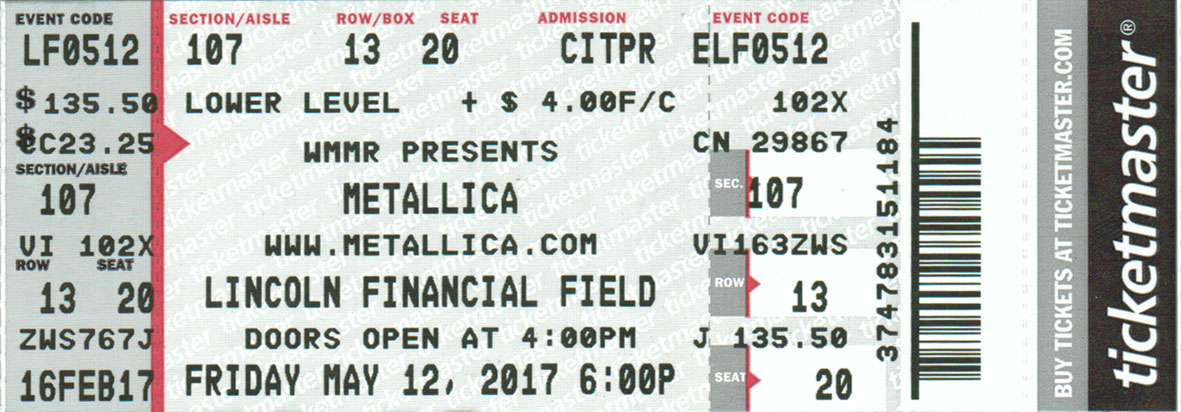 EVENT CODE
LF0512
$ 135.50
CC23.25
SECTION/AISLE
107
VI 102X
ROW SEAT
13 20
ZWS767J
16FEB17
SECTION/AISLE ROW/BOX SEAT ADMISSION
107 13 20 CITPR
LOWER LEVEL + $ 4.00F/C
WMMR PRESENTS
METALLICA
WWW.METALLICA.COM
LINCOLN FINANCIAL FIELD
DOORS OPEN AT 4:00PM
FRIDAY MAY 12, 2017 6:00P
EVENT CODE
ELF0512
102X
CN 29867
SEC. 107
VI163ZWS
ROW 13
J 135.50
SEAT 20
3747831511184
BUY TICKETS AT TICKETMASTER.COM
ticketmaster®